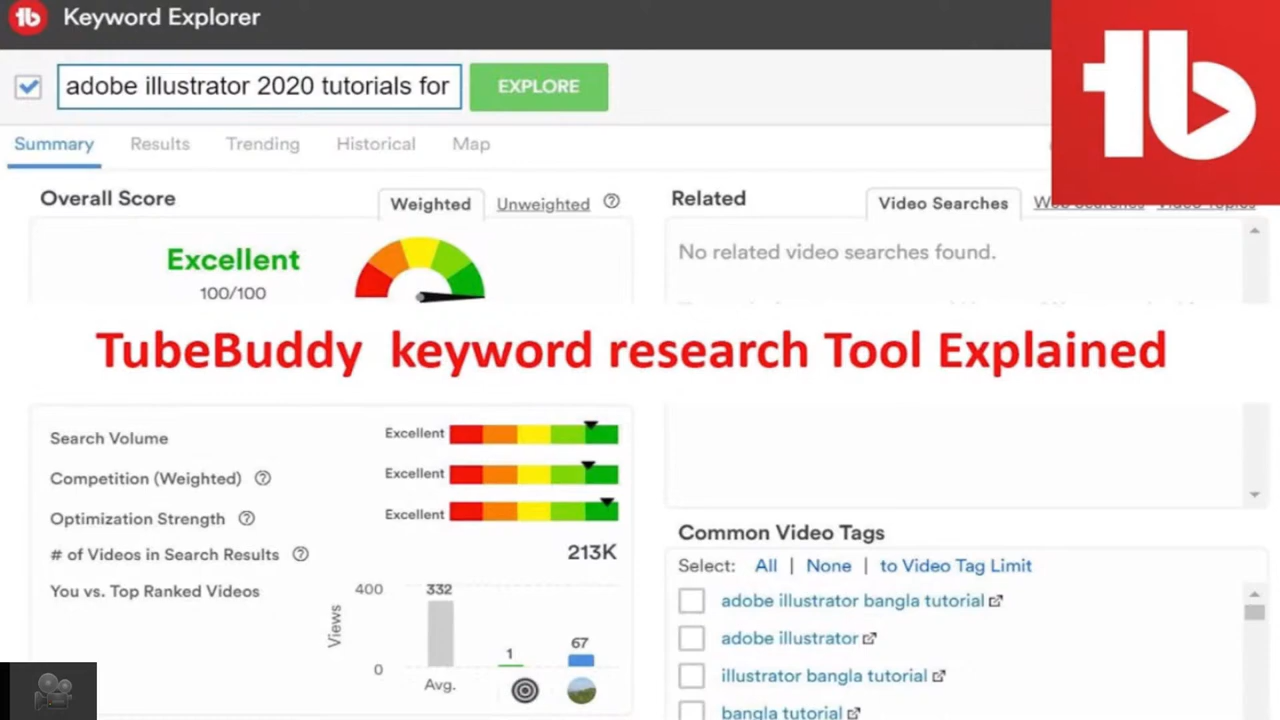 Keyword Explorer
adobe illustrator 2020 tutorials for
EXPLORE
Summary Results Trending Historical Map
Overall Score
Weighted Unweighted
Excellent
100/100
Related
Video Searches
No related video searches found.
TubeBuddy keyword research Tool Explained
Search Volume Excellent
Competition (Weighted) Excellent
Optimization Strength Excellent
# of Videos in Search Results 213K
You vs. Top Ranked Videos
Views
400
0
332
1
67
Avg.
Common Video Tags
Select: All | None | to Video Tag Limit
adobe illustrator bangla tutorial
adobe illustrator
illustrator bangla tutorial
bangla tutorial